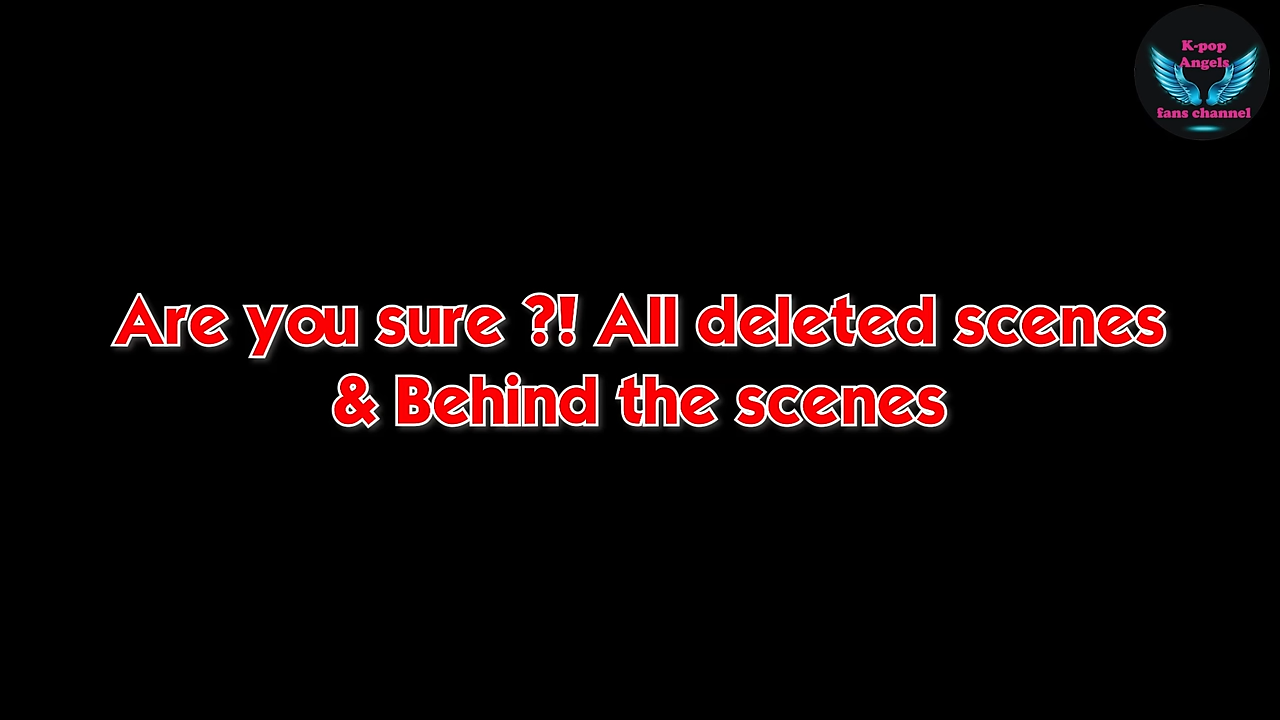 K-pop
Angels
fans channel
Are you sure ?! All deleted scenes
& Behind the scenes